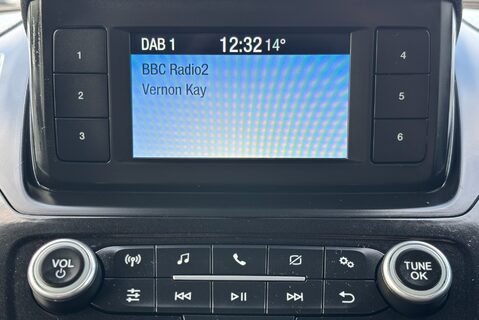 DAB 1 12:32 14°
BBC Radio2
Vernon Kay
1
2
3
4
5
6
VOL
TUNE
OK